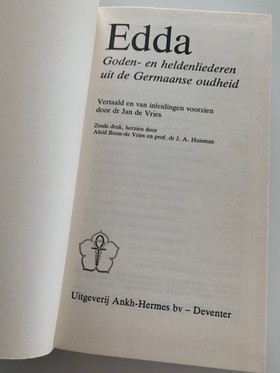 Edda
Goden- en heldenliederen
uit de Germaanse oudheid
Vertaald en van inleidingen voorzien
door dr Jan de Vries
Zesde druk, herzien door
Aleid Boon-de Vries en prof. dr J. A. Huisman
Uitgeverij Ankh-Hermes bv – Deventer